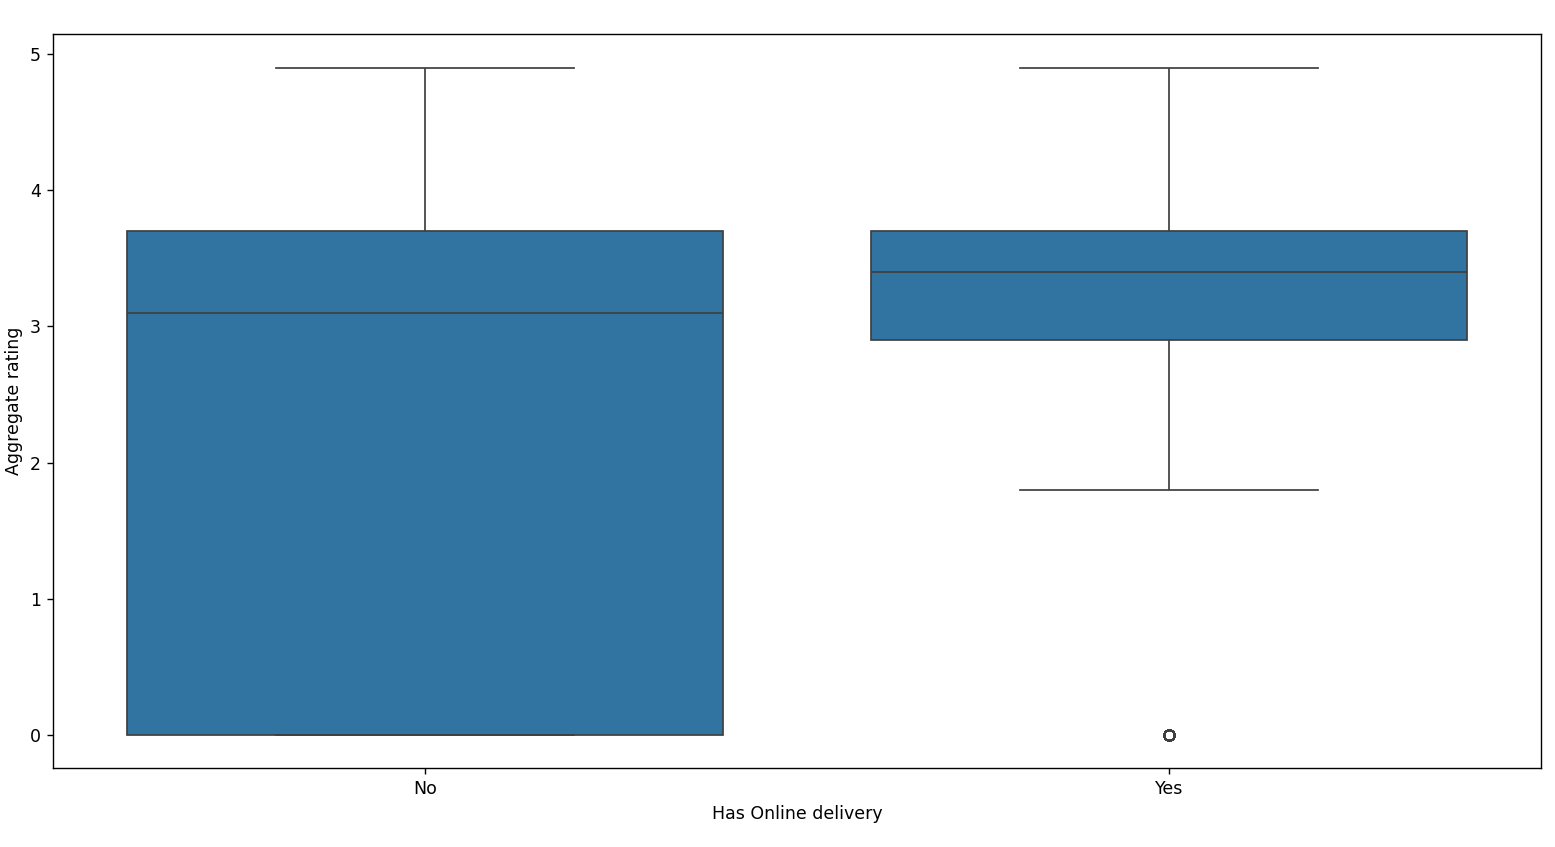 5
4
3
2
1
0
Aggregate rating
No
Yes
Has Online delivery